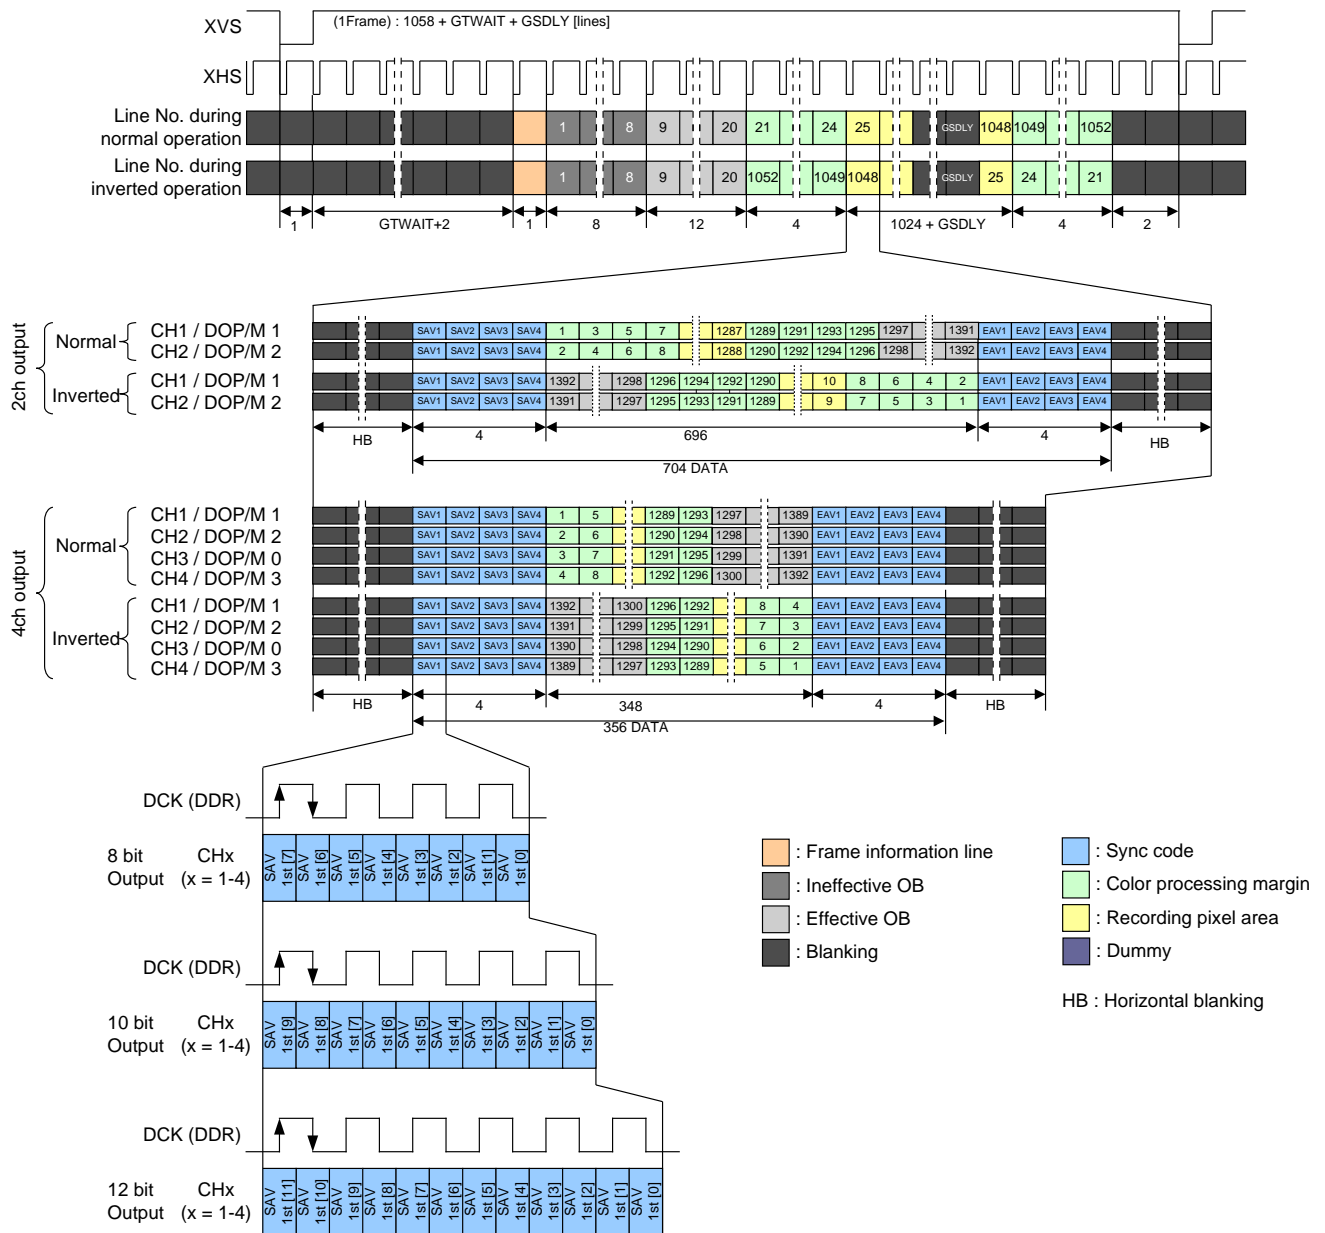 XVS (1Frame) : 1058 + GTWAIT + GSDLY [lines]
XHS
Line No. during normal operation 1 8 9 20 21 24 25 GSDLY 1048 1049 1052
Line No. during inverted operation 1 8 9 20 1052 1049 1048 GSDLY 25 24 21
1 GTWAIT+2 1 8 12 4 1024 + GSDLY 4 2
2ch output
Normal
CH1 / DOP/M 1 SAV1 SAV2 SAV3 SAV4 1 3 5 7 1287 1289 1291 1293 1295 1297 1391 EAV1 EAV2 EAV3 EAV4
CH2 / DOP/M 2 SAV1 SAV2 SAV3 SAV4 2 4 6 8 1288 1290 1292 1294 1296 1298 1392 EAV1 EAV2 EAV3 EAV4
Inverted
CH1 / DOP/M 1 SAV1 SAV2 SAV3 SAV4 1392 1298 1296 1294 1292 1290 10 8 6 4 2 EAV1 EAV2 EAV3 EAV4
CH2 / DOP/M 2 SAV1 SAV2 SAV3 SAV4 1391 1297 1295 1293 1291 1289 9 7 5 3 1 EAV1 EAV2 EAV3 EAV4
HB 4 696 4 HB
704 DATA
4ch output
Normal
CH1 / DOP/M 1 SAV1 SAV2 SAV3 SAV4 1 5 1289 1293 1297 1389 EAV1 EAV2 EAV3 EAV4
CH2 / DOP/M 2 SAV1 SAV2 SAV3 SAV4 2 6 1290 1294 1298 1390 EAV1 EAV2 EAV3 EAV4
CH3 / DOP/M 0 SAV1 SAV2 SAV3 SAV4 3 7 1291 1295 1299 1391 EAV1 EAV2 EAV3 EAV4
CH4 / DOP/M 3 SAV1 SAV2 SAV3 SAV4 4 8 1292 1296 1300 1392 EAV1 EAV2 EAV3 EAV4
Inverted
CH1 / DOP/M 1 SAV1 SAV2 SAV3 SAV4 1392 1300 1296 1292 8 4 EAV1 EAV2 EAV3 EAV4
CH2 / DOP/M 2 SAV1 SAV2 SAV3 SAV4 1391 1299 1295 1291 7 3 EAV1 EAV2 EAV3 EAV4
CH3 / DOP/M 0 SAV1 SAV2 SAV3 SAV4 1390 1298 1294 1290 6 2 EAV1 EAV2 EAV3 EAV4
CH4 / DOP/M 3 SAV1 SAV2 SAV3 SAV4 1389 1297 1293 1289 5 1 EAV1 EAV2 EAV3 EAV4
HB 4 348 4 HB
356 DATA
DCK (DDR)
8 bit Output CHx (x = 1-4)
SAV 1st [7] SAV 1st [6] SAV 1st [5] SAV 1st [4] SAV 1st [3] SAV 1st [2] SAV 1st [1] SAV 1st [0]
DCK (DDR)
10 bit Output CHx (x = 1-4)
SAV 1st [9] SAV 1st [8] SAV 1st [7] SAV 1st [6] SAV 1st [5] SAV 1st [4] SAV 1st [3] SAV 1st [2] SAV 1st [1] SAV 1st [0]
DCK (DDR)
12 bit Output CHx (x = 1-4)
SAV 1st [11] SAV 1st [10] SAV 1st [9] SAV 1st [8] SAV 1st [7] SAV 1st [6] SAV 1st [5] SAV 1st [4] SAV 1st [3] SAV 1st [2] SAV 1st [1] SAV 1st [0]
: Frame information line
: Ineffective OB
: Effective OB
: Blanking
: Sync code
: Color processing margin
: Recording pixel area
: Dummy
HB : Horizontal blanking